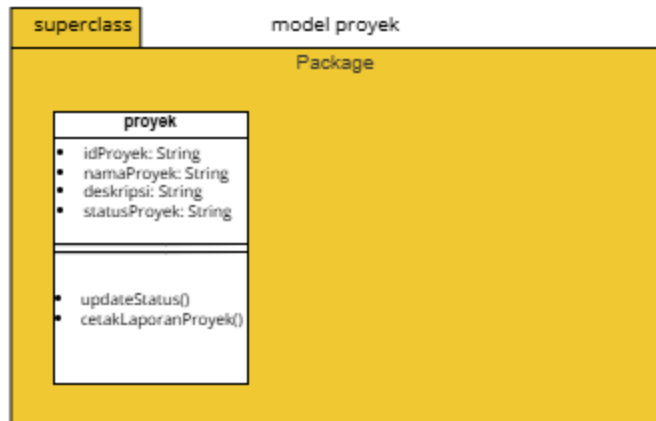 superclass
model proyek
Package
proyek
• idProyek: String
• namaProyek: String
• deskripsi: String
• statusProyek: String
• updateStatus()
• cetakLaporanProyek()